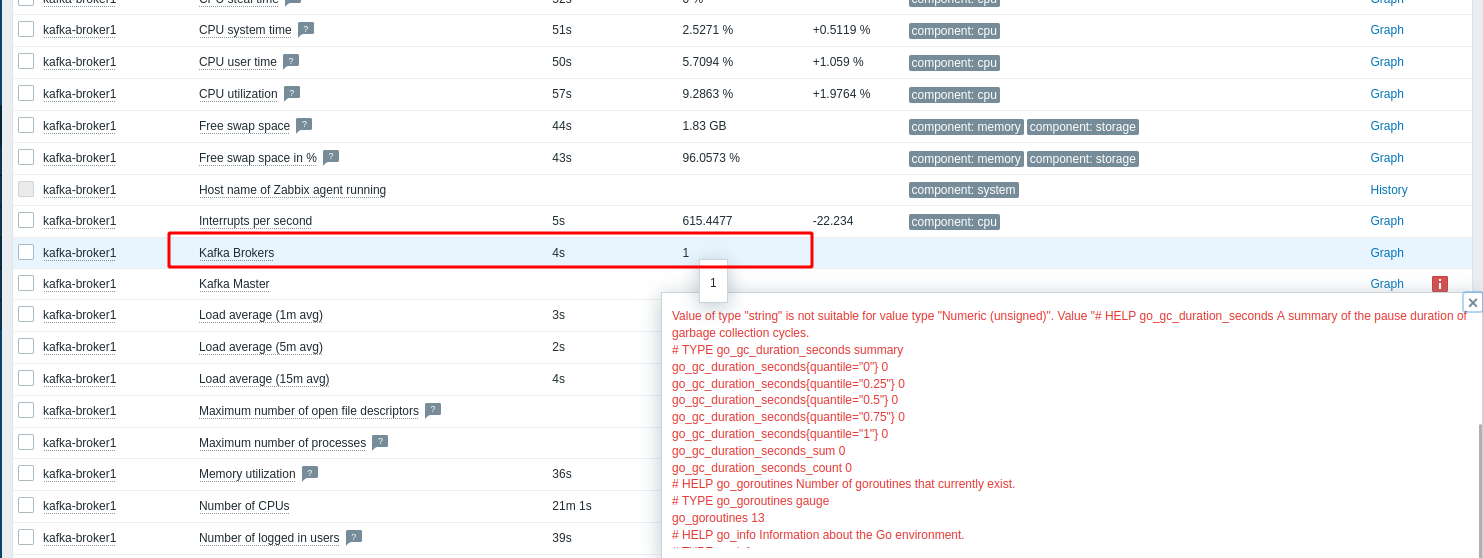 kafka-broker1 CPU steal time ? 52s 0 % component: cpu Graph
kafka-broker1 CPU system time ? 51s 2.5271 % +0.5119 % component: cpu Graph
kafka-broker1 CPU user time ? 50s 5.7094 % +1.059 % component: cpu Graph
kafka-broker1 CPU utilization ? 57s 9.2863 % +1.9764 % component: cpu Graph
kafka-broker1 Free swap space ? 44s 1.83 GB component: memory component: storage Graph
kafka-broker1 Free swap space in % ? 43s 96.0573 % component: memory component: storage Graph
kafka-broker1 Host name of Zabbix agent running component: system History
kafka-broker1 Interrupts per second 5s 615.4477 -22.234 component: cpu Graph
kafka-broker1 Kafka Brokers 4s 1 Graph
1
kafka-broker1 Kafka Master Graph i
kafka-broker1 Load average (1m avg) 3s
kafka-broker1 Load average (5m avg) 2s
kafka-broker1 Load average (15m avg) 4s
kafka-broker1 Maximum number of open file descriptors ?
kafka-broker1 Maximum number of processes ?
kafka-broker1 Memory utilization ? 36s
kafka-broker1 Number of CPUs 21m 1s
kafka-broker1 Number of logged in users ? 39s
Value of type "string" is not suitable for value type "Numeric (unsigned)". Value "# HELP go_gc_duration_seconds A summary of the pause duration of
garbage collection cycles.
# TYPE go_gc_duration_seconds summary
go_gc_duration_seconds{quantile="0"} 0
go_gc_duration_seconds{quantile="0.25"} 0
go_gc_duration_seconds{quantile="0.5"} 0
go_gc_duration_seconds{quantile="0.75"} 0
go_gc_duration_seconds{quantile="1"} 0
go_gc_duration_seconds_sum 0
go_gc_duration_seconds_count 0
# HELP go_goroutines Number of goroutines that currently exist.
# TYPE go_goroutines gauge
go_goroutines 13
# HELP go_info Information about the Go environment.